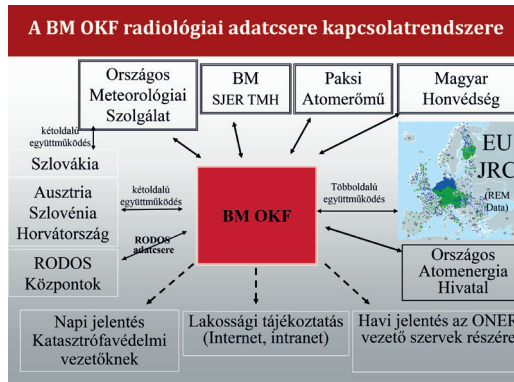 A BM OKF radiológiai adatcsere kapcsolatrendszere
Országos
Meteorológiai
Szolgálat
BM
SJER TMH
Paksi
Atomerőmű
Magyar
Honvédség
kétoldalú
együttműködés
Szlovákia
Ausztria
Szlovénia
Horvátország
kétoldalú
együttműködés
RODOS
adatcsere
RODOS
Központok
BM OKF
Többoldalú
együttműködés
EU
JRC
(REM
Data)
Országos
Atomenergia
Hivatal
Napi jelentés
Katasztrófavédelmi
vezetőknek
Lakossági tájékoztatás
(Internet, intranet)
Havi jelentés az ONER
vezető szervek részére